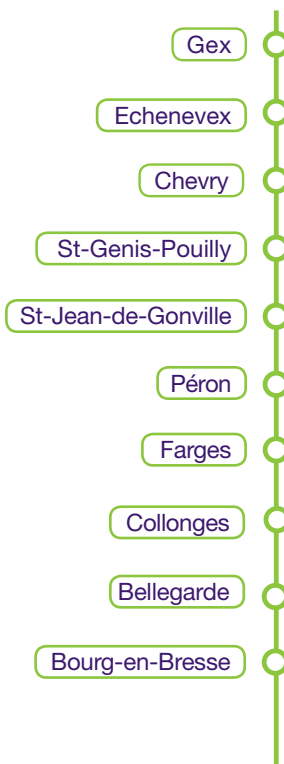 Gex
Echenevex
Chevry
St-Genis-Pouilly
St-Jean-de-Gonville
Péron
Farges
Collonges
Bellegarde
Bourg-en-Bresse